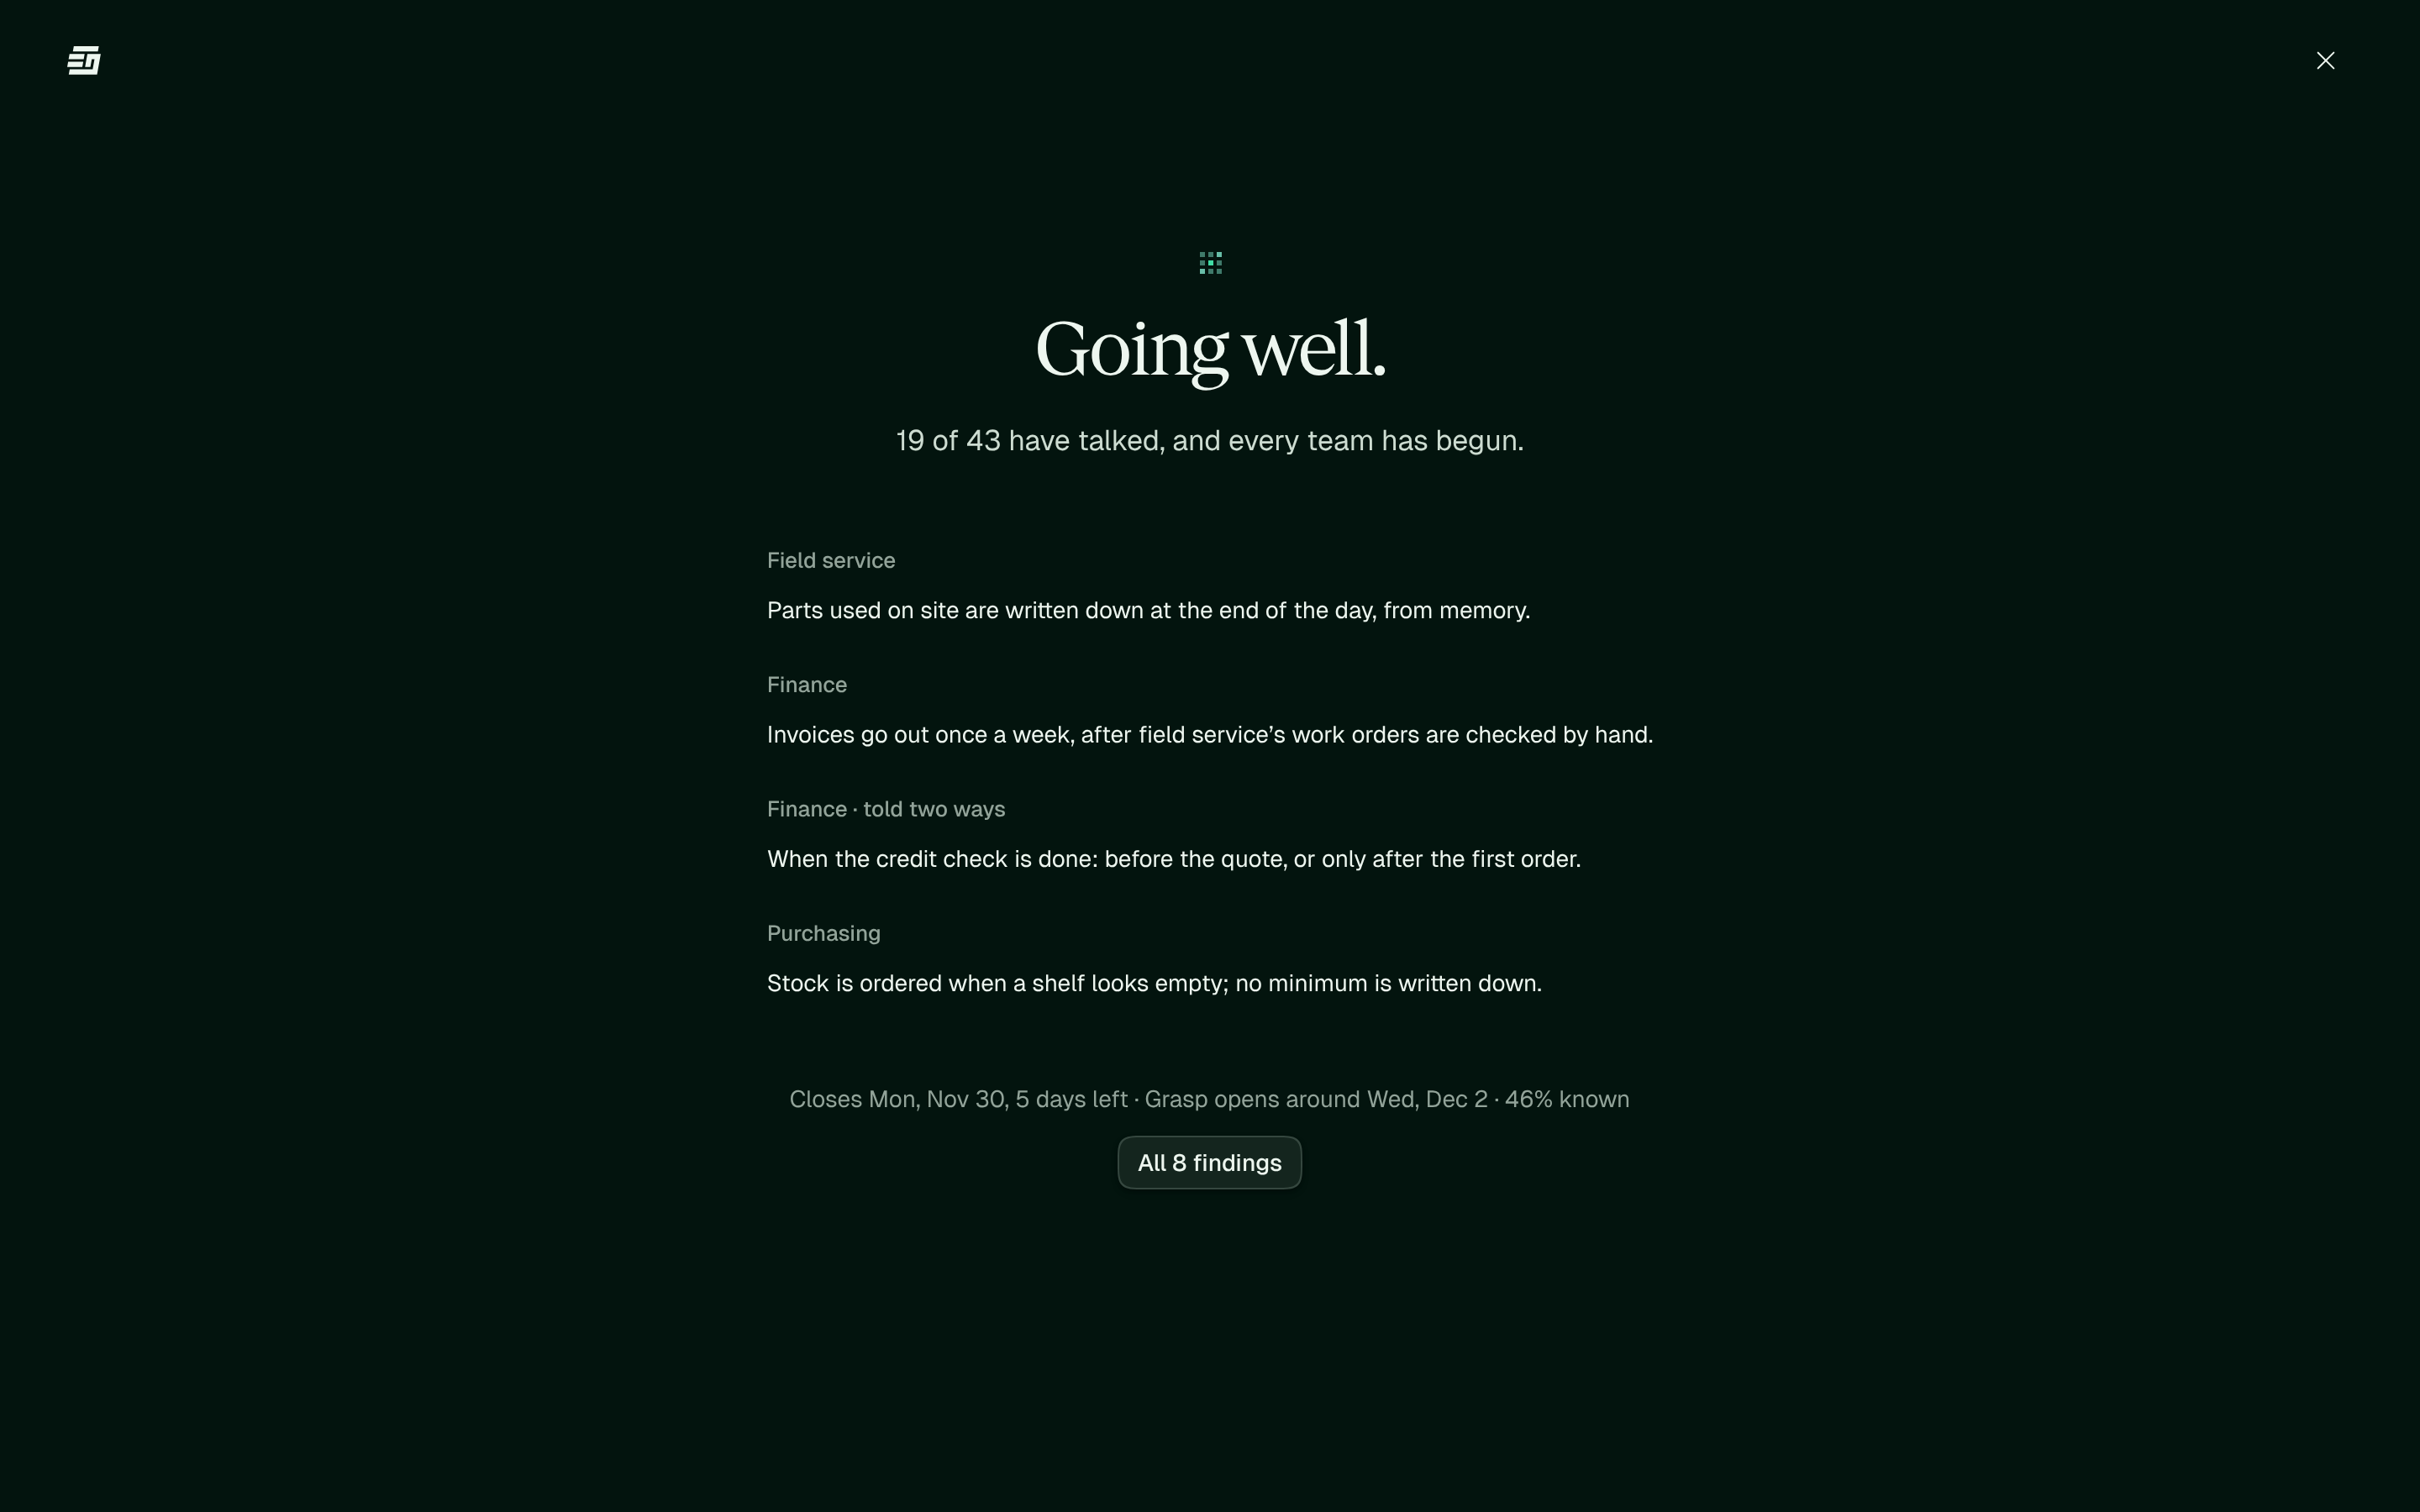 Going well.
19 of 43 have talked, and every team has begun.
Field service
Parts used on site are written down at the end of the day, from memory.
Finance
Invoices go out once a week, after field service’s work orders are checked by hand.
Finance · told two ways
When the credit check is done: before the quote, or only after the first order.
Purchasing
Stock is ordered when a shelf looks empty; no minimum is written down.
Closes Mon, Nov 30, 5 days left · Grasp opens around Wed, Dec 2 · 46% known
All 8 findings